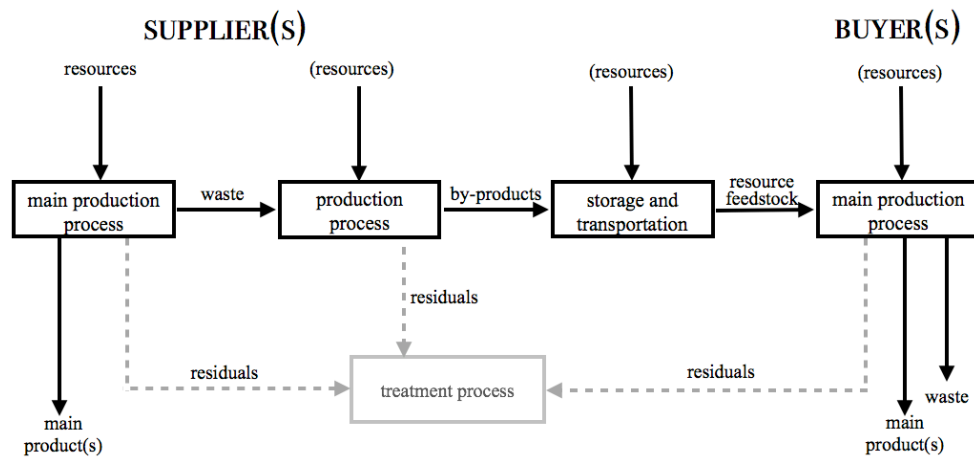 SUPPLIER(S)
BUYER(S)
resources
(resources)
(resources)
(resources)
main production
process
waste
production
process
by-products
storage and
transportation
resource
feedstock
main production
process
residuals
residuals
treatment process
residuals
waste
main
product(s)
main
product(s)